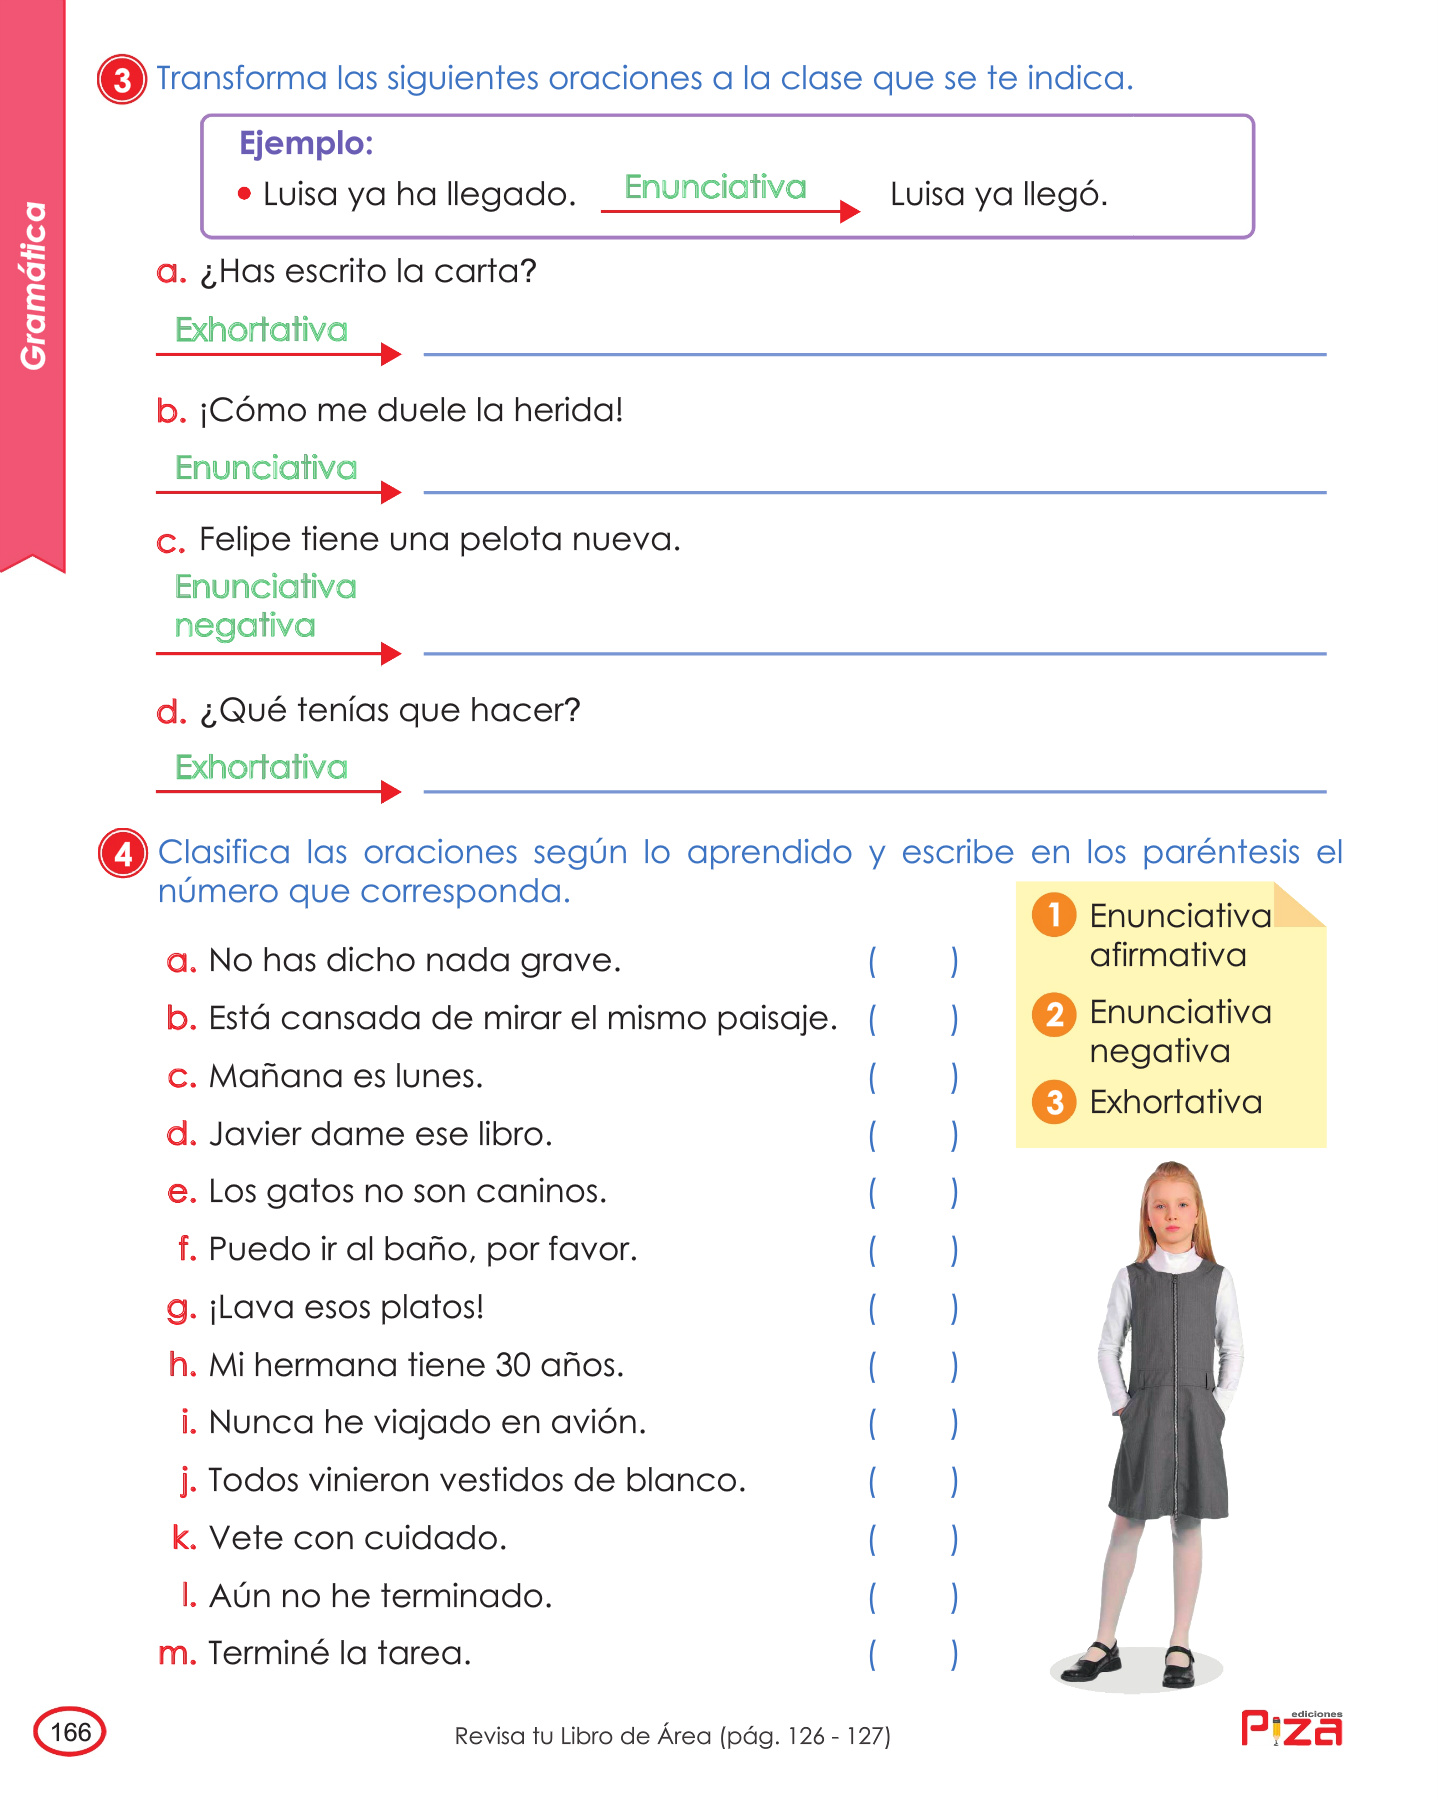 Gramática
3 Transforma las siguientes oraciones a la clase que se te indica.
Ejemplo:
• Luisa ya ha llegado. Enunciativa Luisa ya llegó.
a. ¿Has escrito la carta?
Exhortativa
b. ¡Cómo me duele la herida!
Enunciativa
c. Felipe tiene una pelota nueva.
Enunciativa
negativa
d. ¿Qué tenías que hacer?
Exhortativa
4 Clasifica las oraciones según lo aprendido y escribe en los paréntesis el
número que corresponda.
a. No has dicho nada grave. ( )
b. Está cansada de mirar el mismo paisaje. ( )
c. Mañana es lunes. ( )
d. Javier dame ese libro. ( )
e. Los gatos no son caninos. ( )
f. Puedo ir al baño, por favor. ( )
g. ¡Lava esos platos! ( )
h. Mi hermana tiene 30 años. ( )
i. Nunca he viajado en avión. ( )
j. Todos vinieron vestidos de blanco. ( )
k. Vete con cuidado. ( )
l. Aún no he terminado. ( )
m. Terminé la tarea. ( )
1 Enunciativa
afirmativa
2 Enunciativa
negativa
3 Exhortativa
166
Revisa tu Libro de Área (pág. 126 - 127)
ediciones
Piza